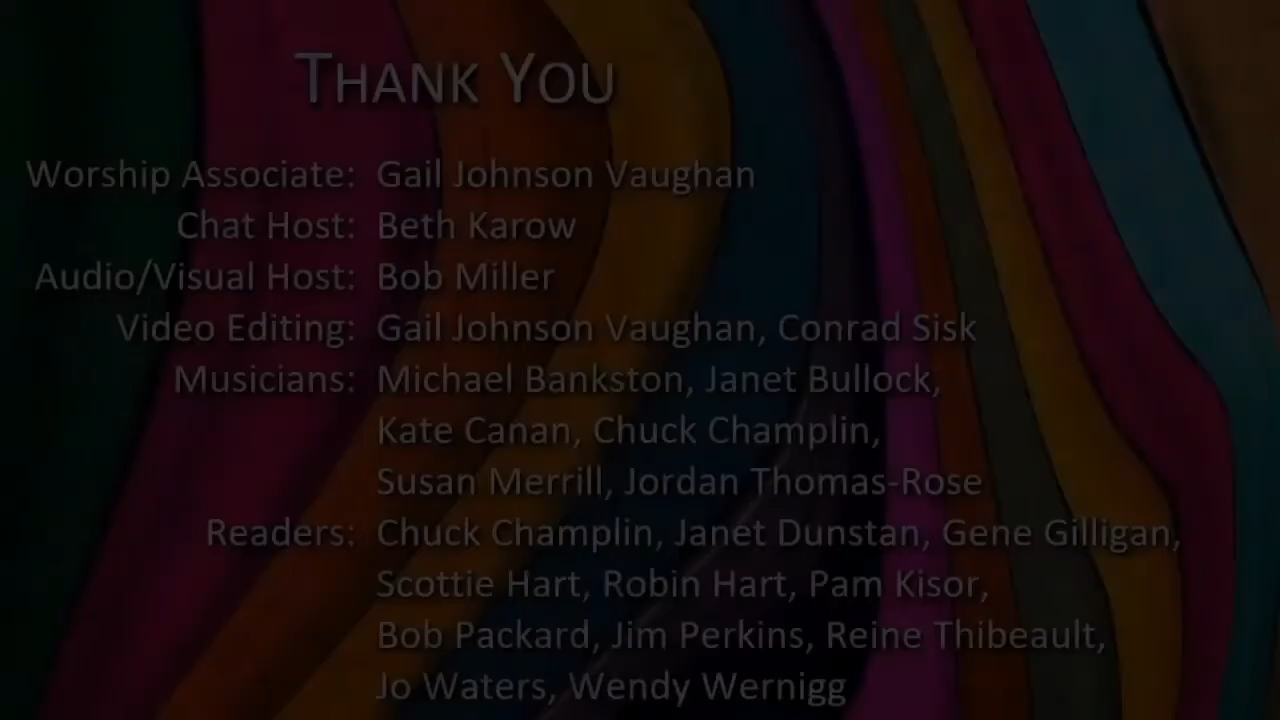 THANK YOU
Worship Associate: Gail Johnson Vaughan
Chat Host: Beth Karow
Audio/Visual Host: Bob Miller
Video Editing: Gail Johnson Vaughan, Conrad Sisk
Musicians: Michael Bankston, Janet Bullock,
Kate Canan, Chuck Champlin,
Susan Merrill, Jordan Thomas-Rose
Readers: Chuck Champlin, Janet Dunstan, Gene Gilligan,
Scottie Hart, Robin Hart, Pam Kisor,
Bob Packard, Jim Perkins, Reine Thibeault,
Jo Waters, Wendy Wernigg